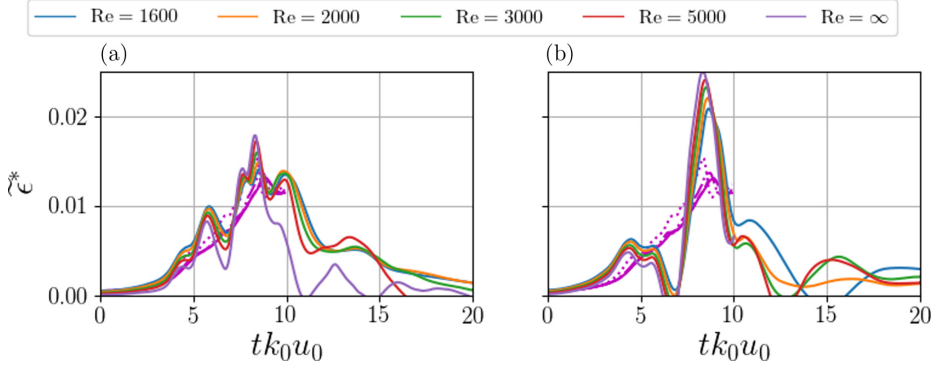 Re = 1600 Re = 2000 Re = 3000 Re = 5000 Re = ∞
(a) (b)
0.02
0.01
0.00
ϵ̃*
0 5 10 15 20 0 5 10 15 20
tk₀u₀ tk₀u₀